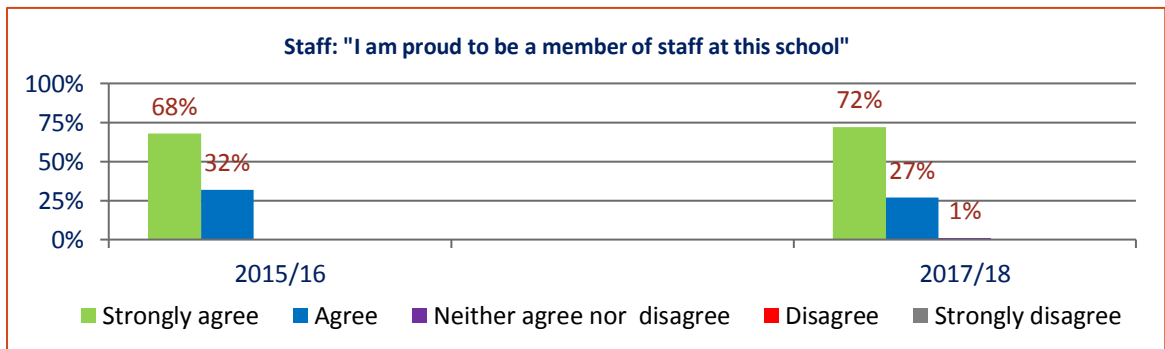 Staff: "I am proud to be a member of staff at this school"
100%
75%
50%
25%
0%
68%
32%
72%
27%
1%
2015/16
2017/18
Strongly agree
Agree
Neither agree nor disagree
Disagree
Strongly disagree